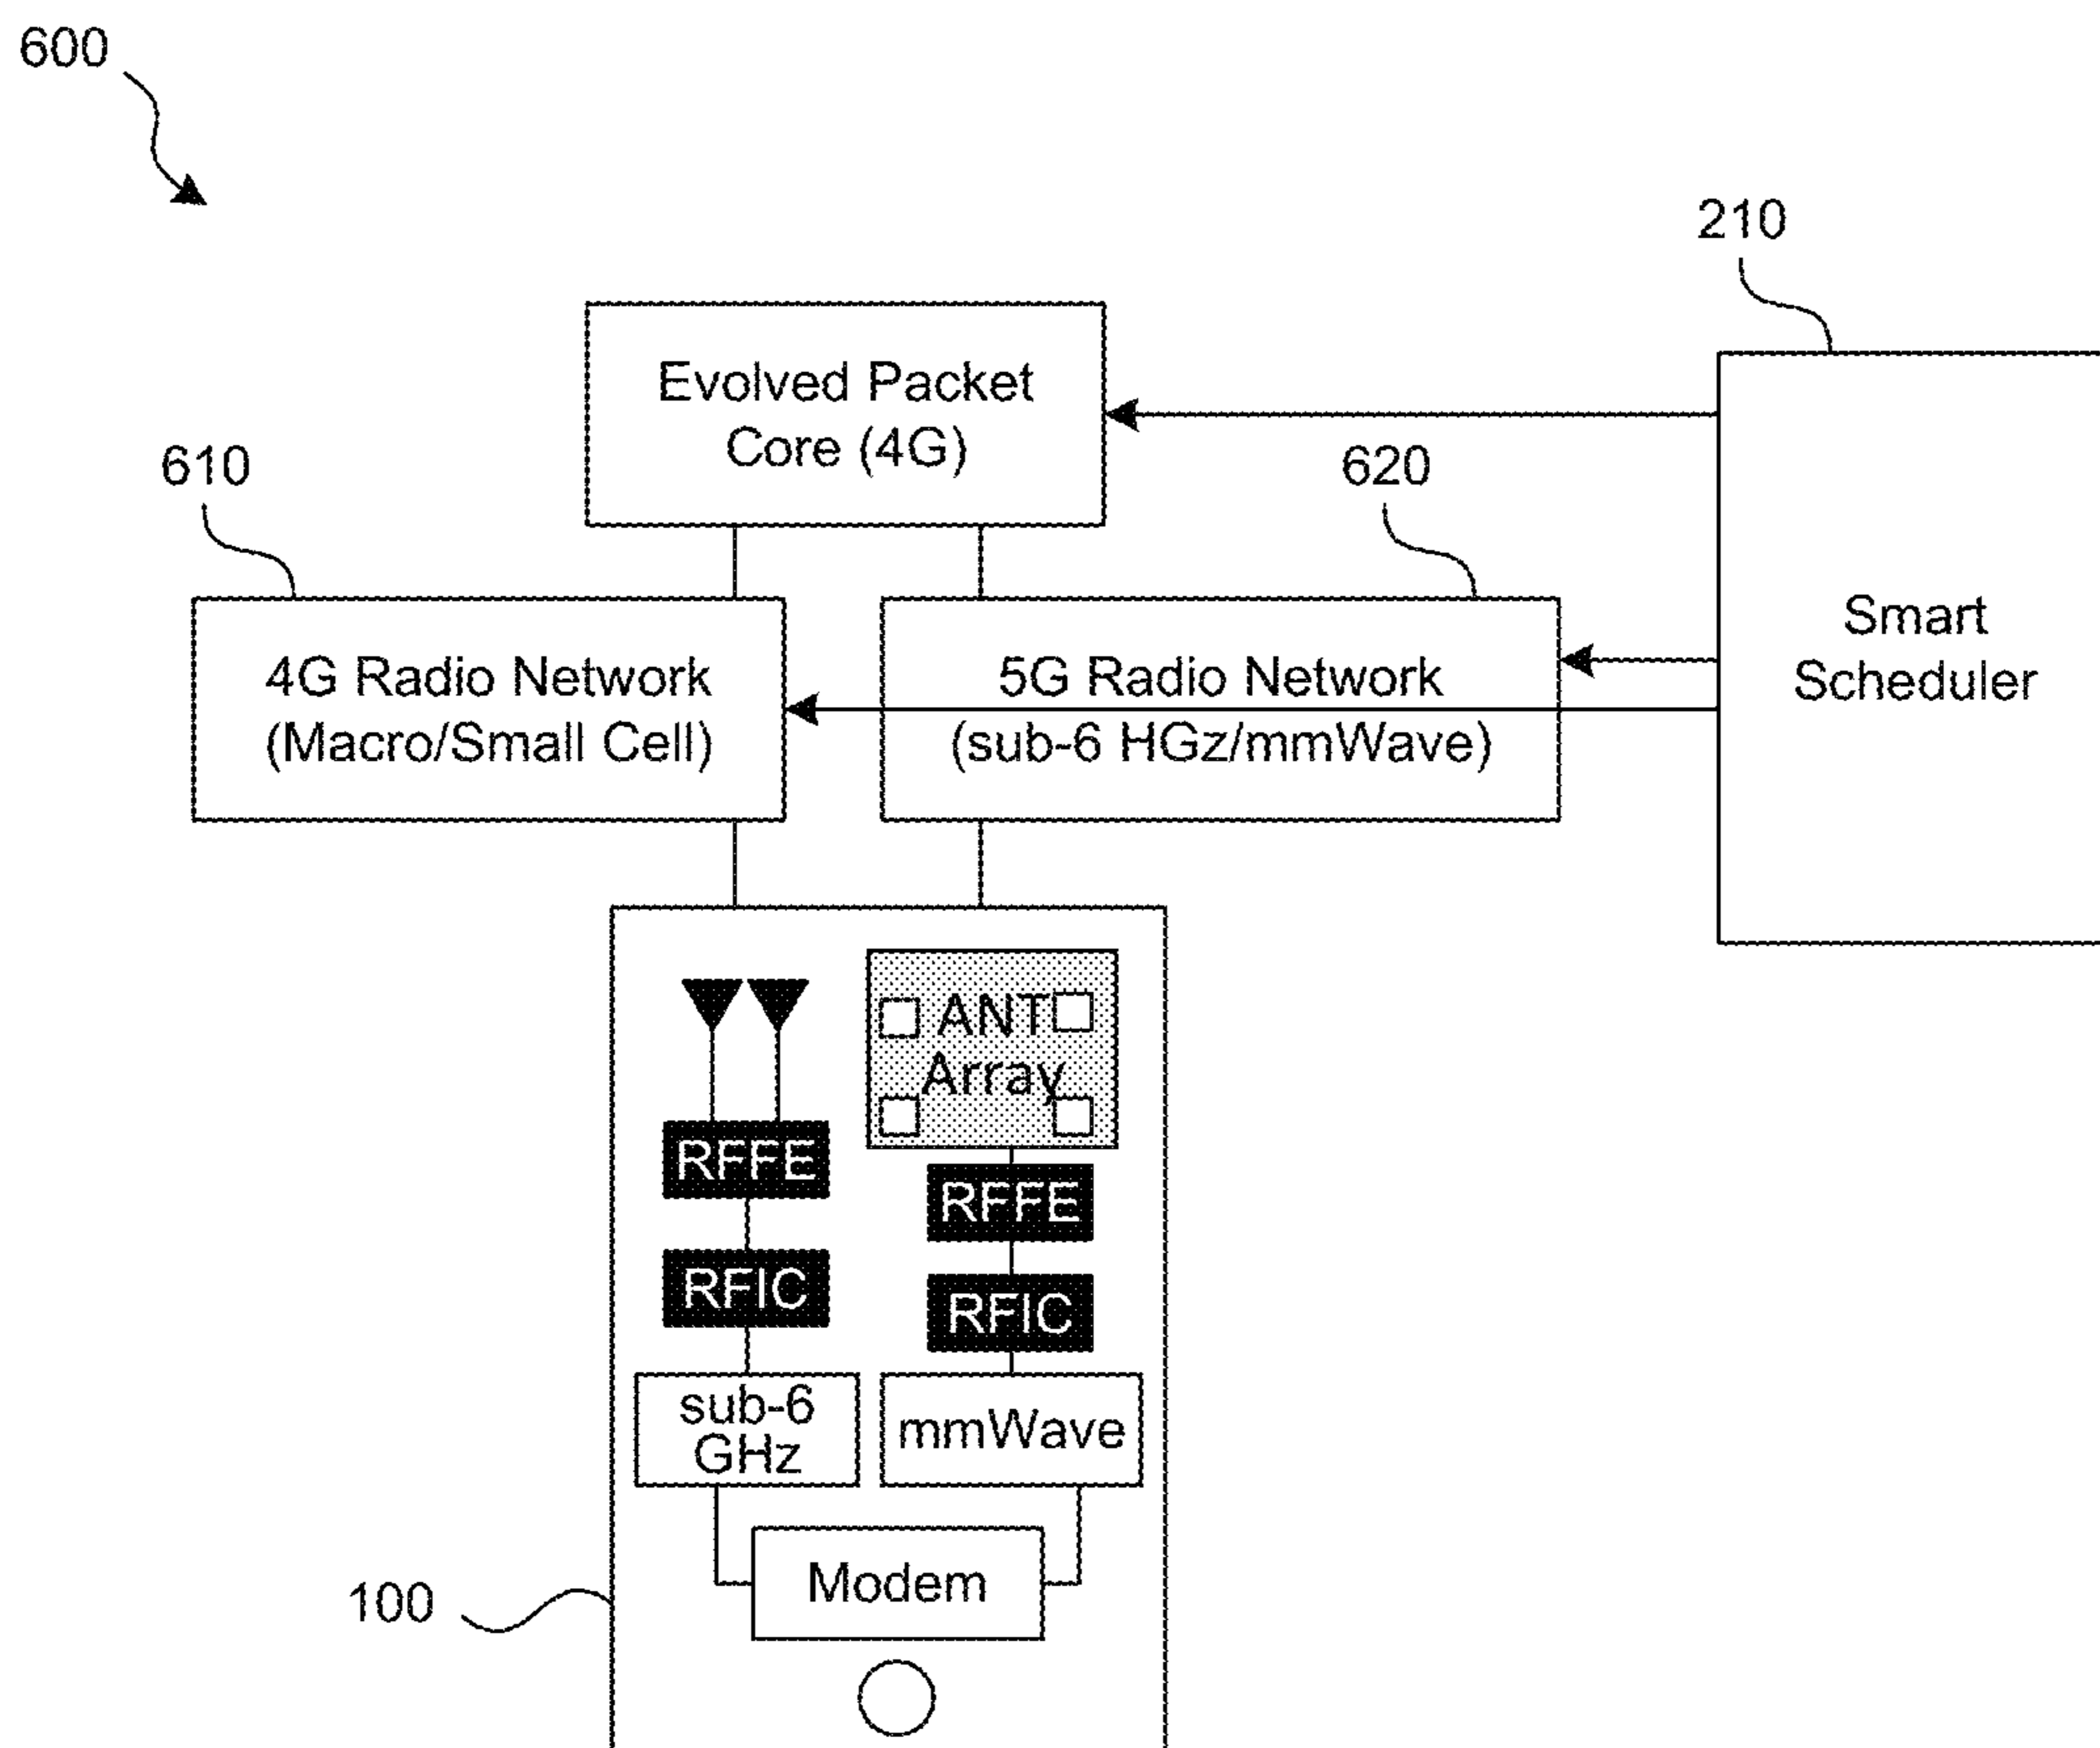 600
210
Evolved Packet
Core (4G)
610
620
Smart
Scheduler
4G Radio Network
(Macro/Small Cell)
5G Radio Network
(sub-6 HGz/mmWave)
ANT
Array
RFFE
RFFE
RFIC
RFIC
sub-6
GHz
mmWave
Modem
100